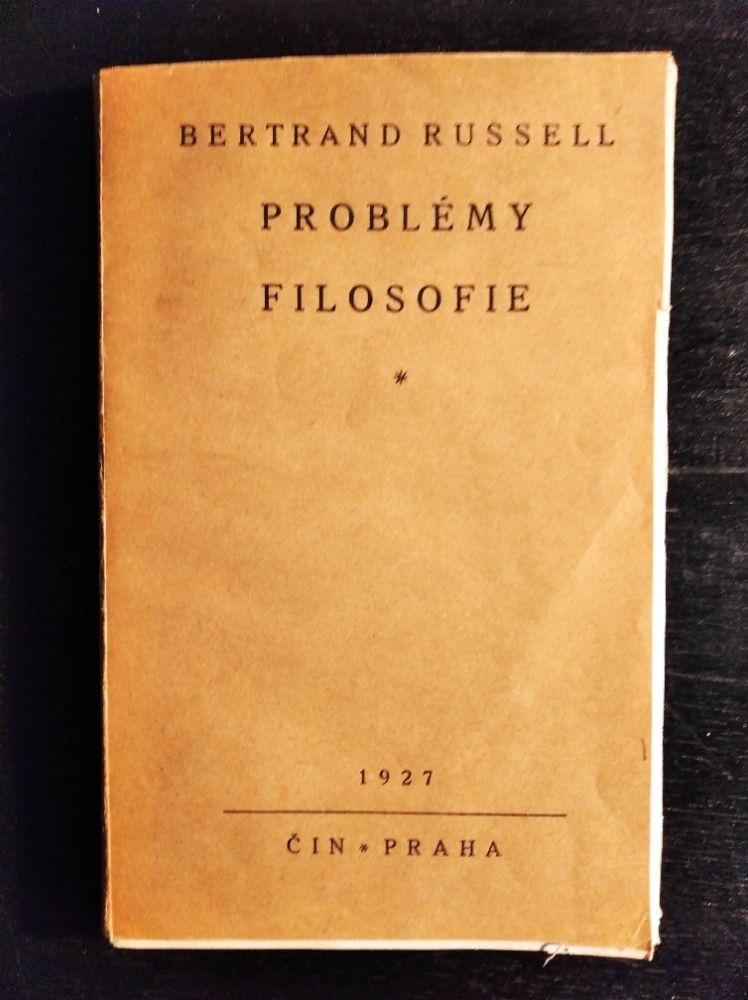 BERTRAND RUSSELL
PROBLÉMY
FILOSOFIE
*
1927
ČIN * PRAHA